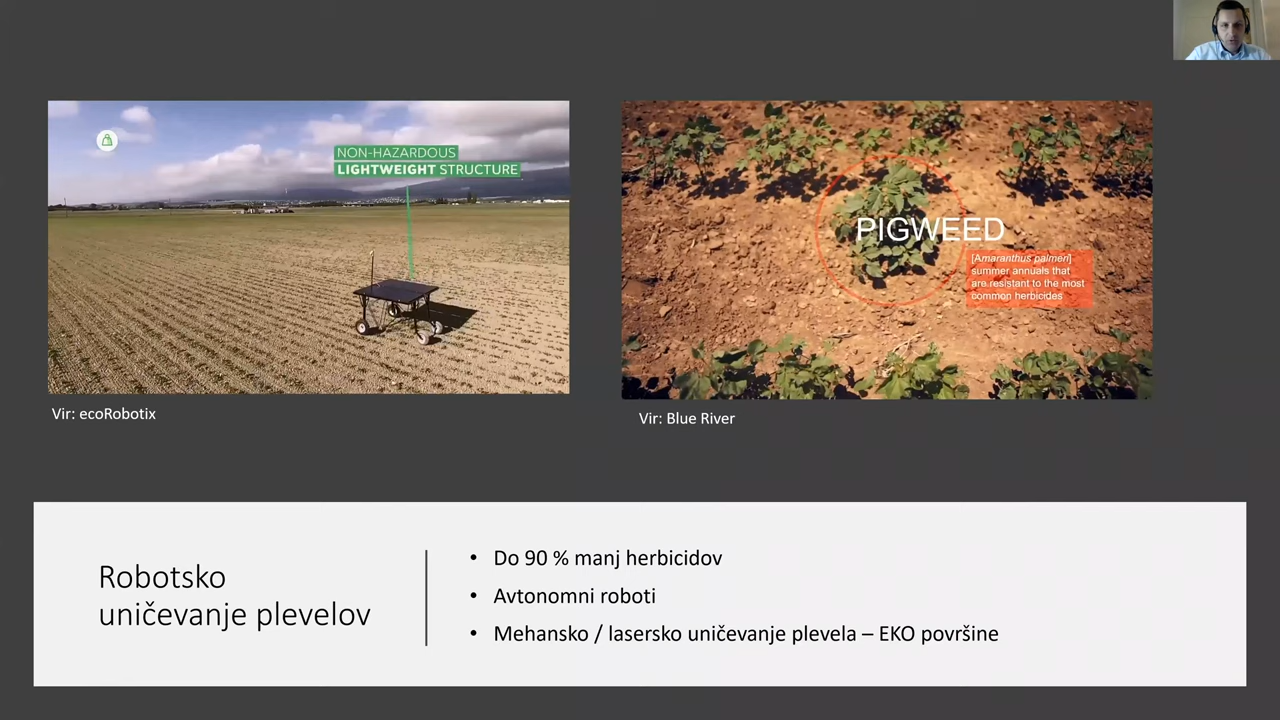 NON-HAZARDOUS
LIGHTWEIGHT STRUCTURE
PIGWEED
[Amaranthus palmeri]
summer annuals that
are resistant to the most
common herbicides
Vir: ecoRobotix
Vir: Blue River
Robotsko
uničevanje plevelov
• Do 90 % manj herbicidov
• Avtonomni roboti
• Mehansko / lasersko uničevanje plevela – EKO površine